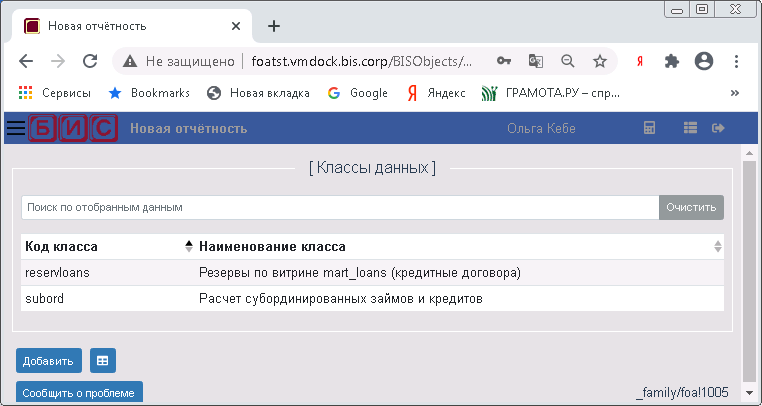 Новая отчётность
Не защищено | foatst.vmdock.bis.corp/BISObjects/...
Сервисы Bookmarks Новая вкладка Google Яндекс ГРАМОТА.РУ – спр... »
БИС Новая отчётность Ольга Кебе
[ Классы данных ]
Поиск по отобранным данным Очистить
Код класса Наименование класса
reservloans Резервы по витрине mart_loans (кредитные договора)
subord Расчет субординированных займов и кредитов
Добавить
Сообщить о проблеме _family/foal1005